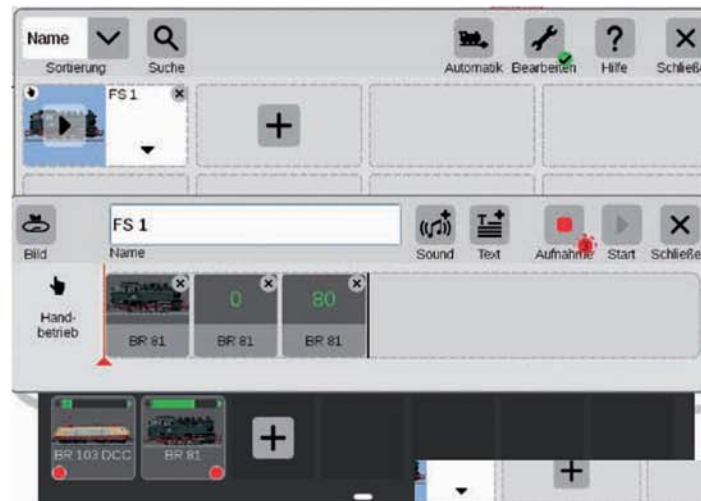 Name
Sortierung
Suche
Automatik
Bearbeiten
Hilfe
Schließe
FS 1
Bild
FS 1
Name
Sound
Text
Aufnahme
Start
Schließe
Hand-
betrieb
BR 81
0
BR 81
80
BR 81
BR 103 DCC
BR 81